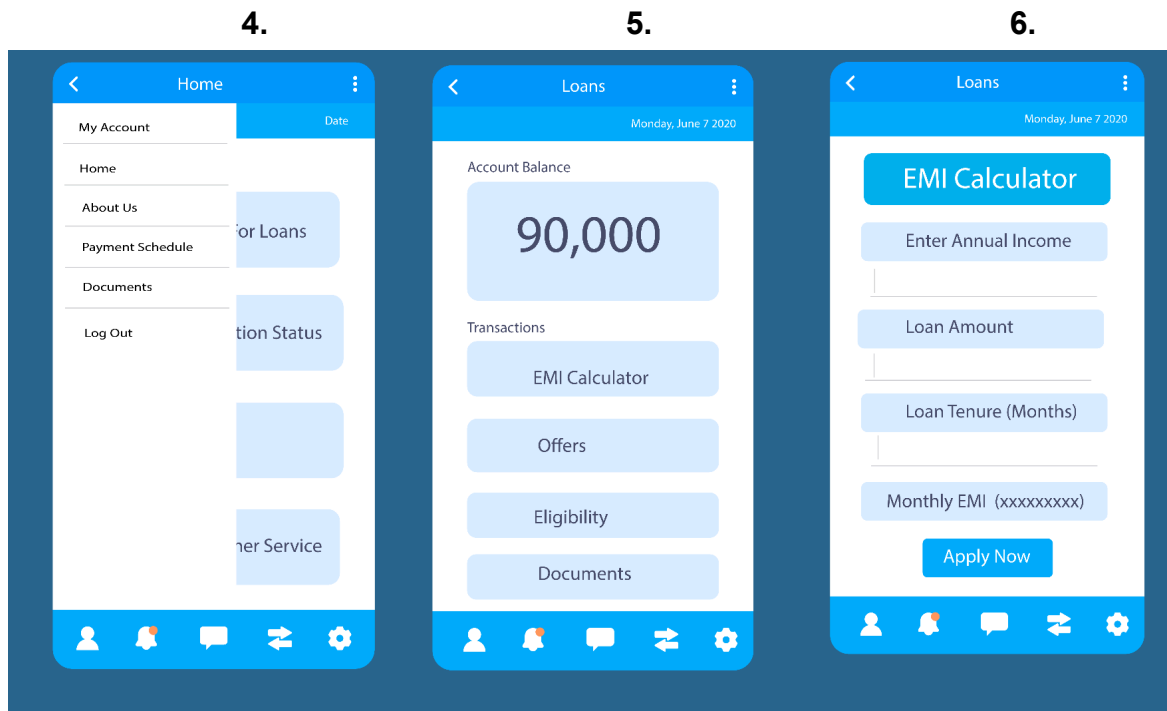 4.
5.
6.
Home
Date
My Account
Home
About Us
Payment Schedule
Documents
Log Out
or Loans
tion Status
ner Service
Loans
Monday, June 7 2020
Account Balance
90,000
Transactions
EMI Calculator
Offers
Eligibility
Documents
Loans
Monday, June 7 2020
EMI Calculator
Enter Annual Income
Loan Amount
Loan Tenure (Months)
Monthly EMI (xxxxxxxxx)
Apply Now